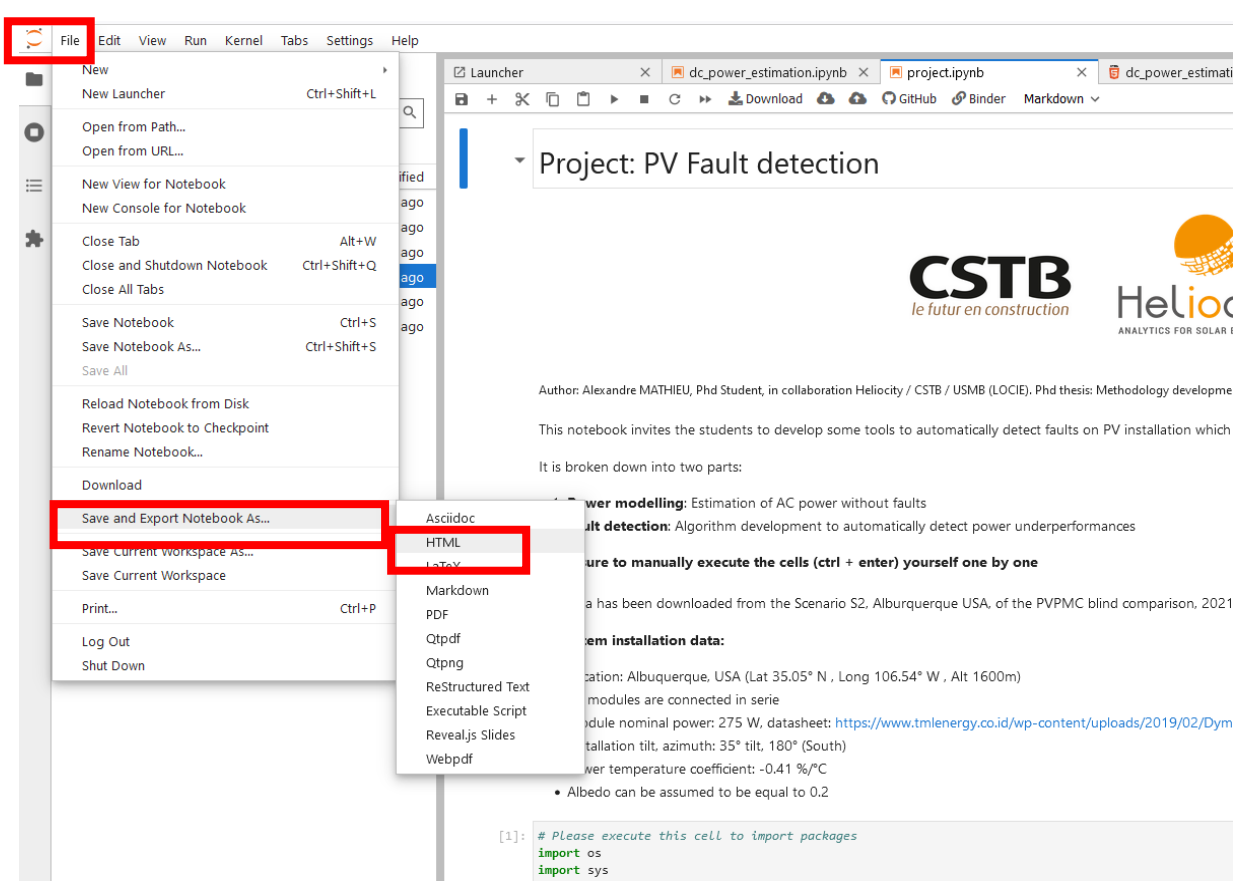 File Edit View Run Kernel Tabs Settings Help
New
New Launcher Ctrl+Shift+L
Open from Path...
Open from URL...
New View for Notebook
New Console for Notebook
Close Tab Alt+W
Close and Shutdown Notebook Ctrl+Shift+Q
Close All Tabs
Save Notebook Ctrl+S
Save Notebook As... Ctrl+Shift+S
Save All
Reload Notebook from Disk
Revert Notebook to Checkpoint
Rename Notebook...
Download
Save and Export Notebook As...
Save Current Workspace As...
Save Current Workspace
Print... Ctrl+P
Log Out
Shut Down
Asciidoc
HTML
LaTeX
Markdown
PDF
Qtpdf
Qtpng
ReStructured Text
Executable Script
Reveal.js Slides
Webpdf
ified
ago
ago
ago
ago
ago
ago
Launcher dc_power_estimation.ipynb project.ipynb dc_power_estimati
Download GitHub Binder Markdown
Project: PV Fault detection
CSTB
le futur en construction
Helioc
ANALYTICS FOR SOLAR E
Author: Alexandre MATHIEU, Phd Student, in collaboration Heliocity / CSTB / USMB (LOCIE). Phd thesis: Methodology developme
This notebook invites the students to develop some tools to automatically detect faults on PV installation which
It is broken down into two parts:
wer modelling: Estimation of AC power without faults
ult detection: Algorithm development to automatically detect power underperformances
sure to manually execute the cells (ctrl + enter) yourself one by one
a has been downloaded from the Scenario S2, Alburquerque USA, of the PVPMC blind comparison, 2021
tem installation data:
cation: Albuquerque, USA (Lat 35.05° N , Long 106.54° W , Alt 1600m)
modules are connected in serie
odule nominal power: 275 W, datasheet: https://www.tmlenergy.co.id/wp-content/uploads/2019/02/Dym
tallation tilt, azimuth: 35° tilt, 180° (South)
wer temperature coefficient: -0.41 %/°C
• Albedo can be assumed to be equal to 0.2
[1]: # Please execute this cell to import packages
import os
import sys